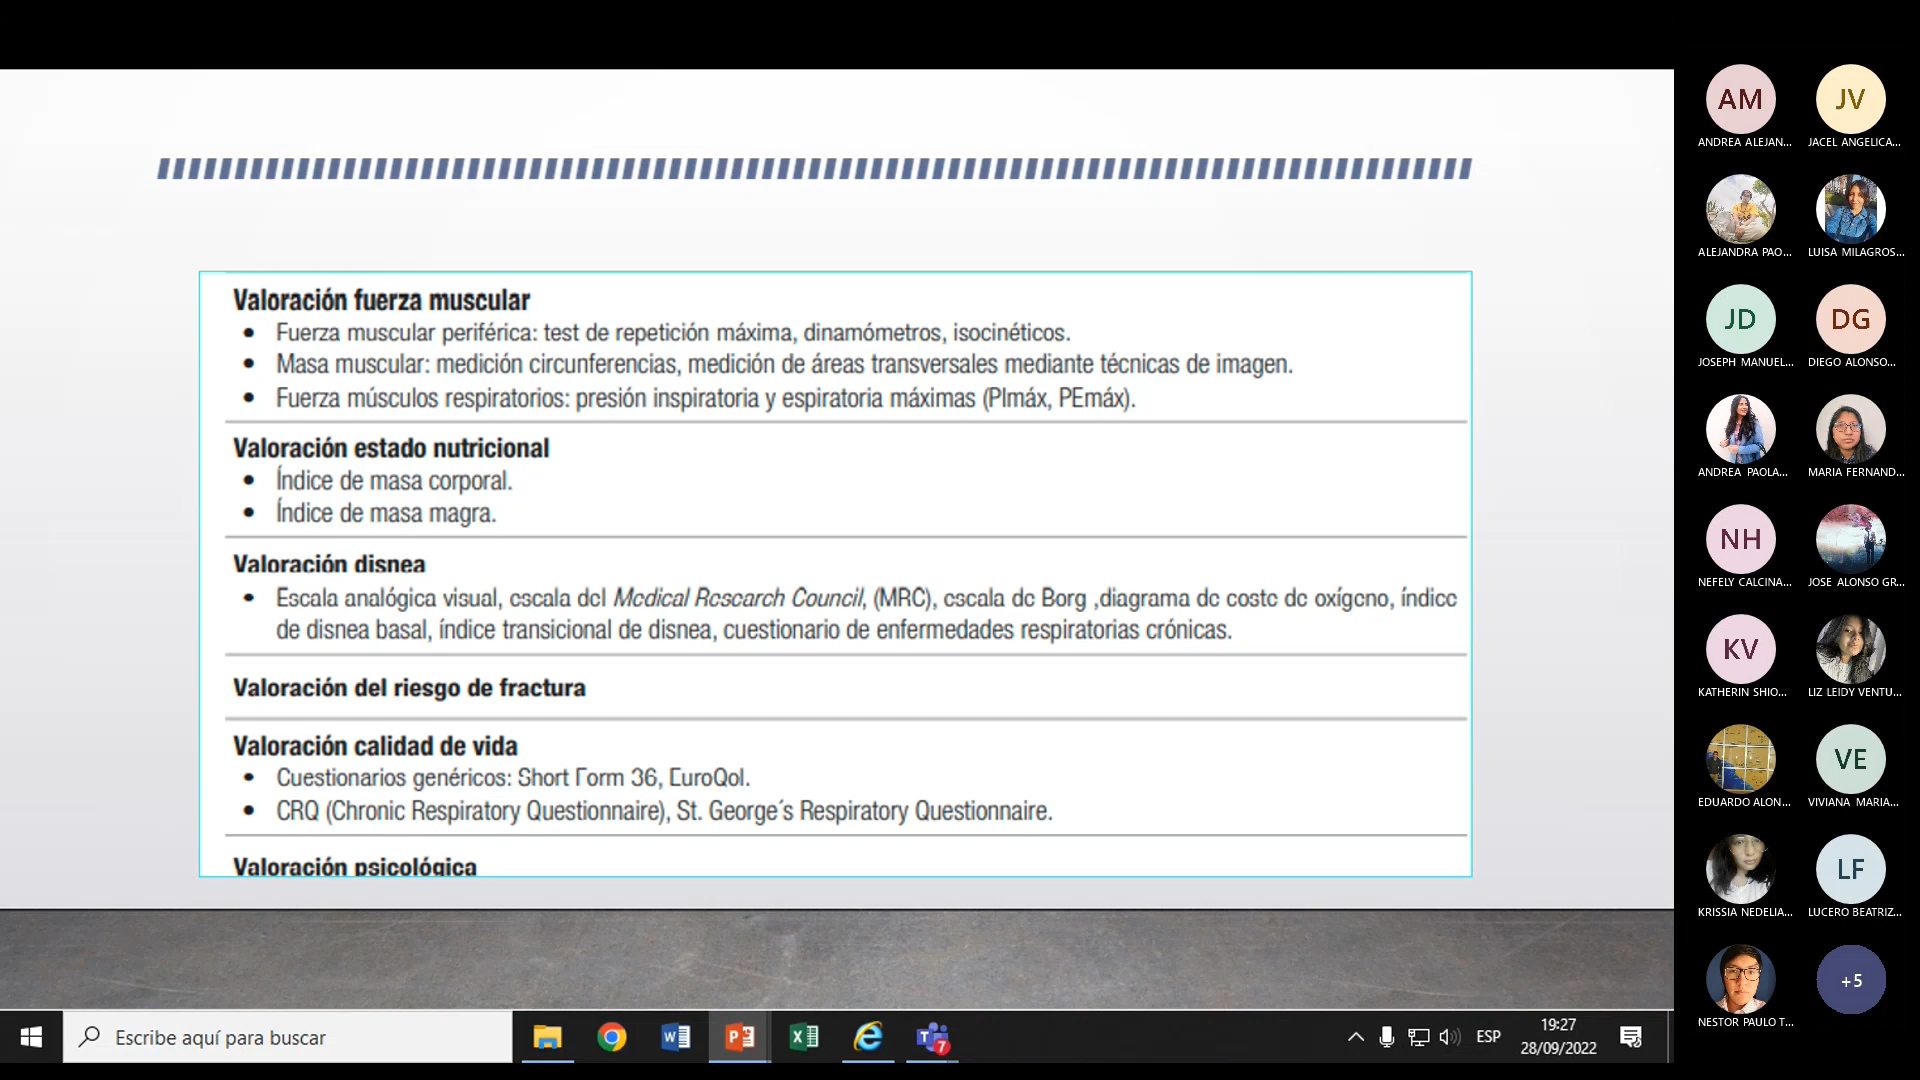 Valoración fuerza muscular
• Fuerza muscular periférica: test de repetición máxima, dinamómetros, isocinéticos.
• Masa muscular: medición circunferencias, medición de áreas transversales mediante técnicas de imagen.
• Fuerza músculos respiratorios: presión inspiratoria y espiratoria máximas (PImáx, PEmáx).
Valoración estado nutricional
• Índice de masa corporal.
• Índice de masa magra.
Valoración disnea
• Escala analógica visual, escala del Medical Research Council, (MRC), escala de Borg ,diagrama de coste de oxígeno, índice
de disnea basal, índice transicional de disnea, cuestionario de enfermedades respiratorias crónicas.
Valoración del riesgo de fractura
Valoración calidad de vida
• Cuestionarios genéricos: Short Form 36, EuroQol.
• CRQ (Chronic Respiratory Questionnaire), St. George´s Respiratory Questionnaire.
Valoración psicológica
AM JV
ANDREA ALEJAN... JACEL ANGELICA...
ALEJANDRA PAO... LUISA MILAGROS...
JD DG
JOSEPH MANUEL... DIEGO ALONSO...
ANDREA PAOLA... MARIA FERNAND...
NH
NEFELY CALCINA... JOSE ALONSO GR...
KV
KATHERIN SHIO... LIZ LEIDY VENTU...
VE
EDUARDO ALON... VIVIANA MARIA...
LF
KRISSIA NEDELIA... LUCERO BEATRIZ...
+5
NESTOR PAULO T...
Escribe aquí para buscar
7
ESP
19:27
28/09/2022